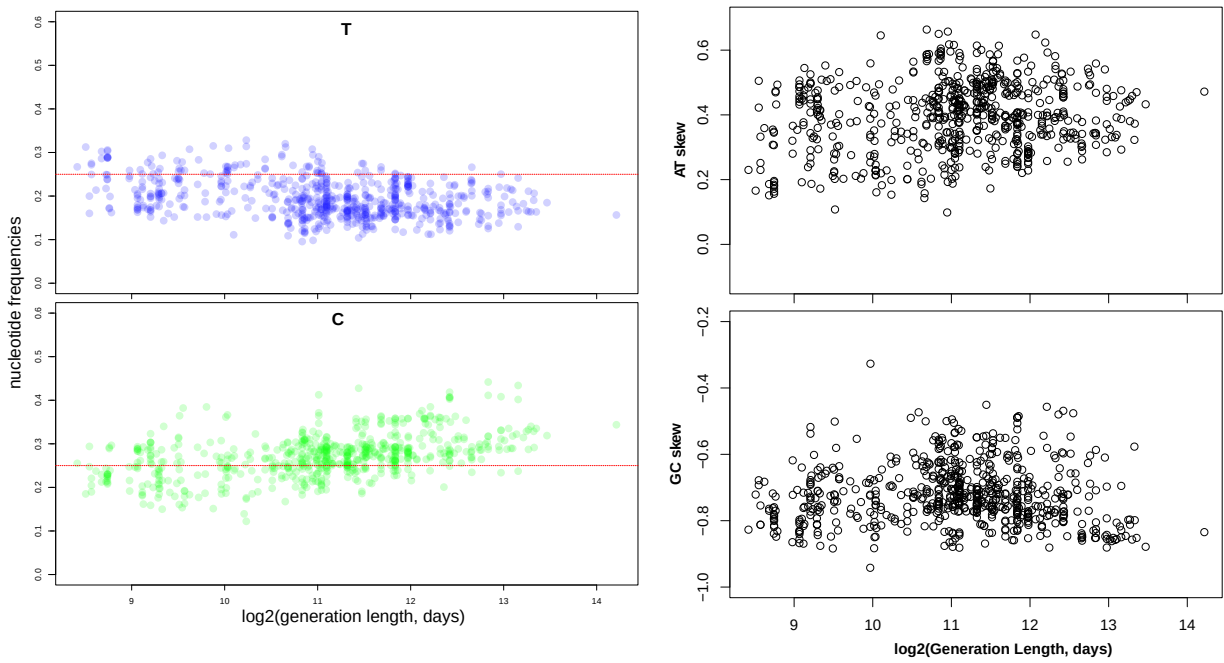 T
0.6
0.5
0.4
0.3
0.2
0.1
0.0
nucleotide frequencies
C
0.6
0.5
0.4
0.3
0.2
0.1
0.0
9 10 11 12 13 14
log2(generation length, days)
AT skew
0.6
0.4
0.2
0.0
GC skew
−0.2
−0.4
−0.6
−0.8
−1.0
9 10 11 12 13 14
log2(Generation Length, days)